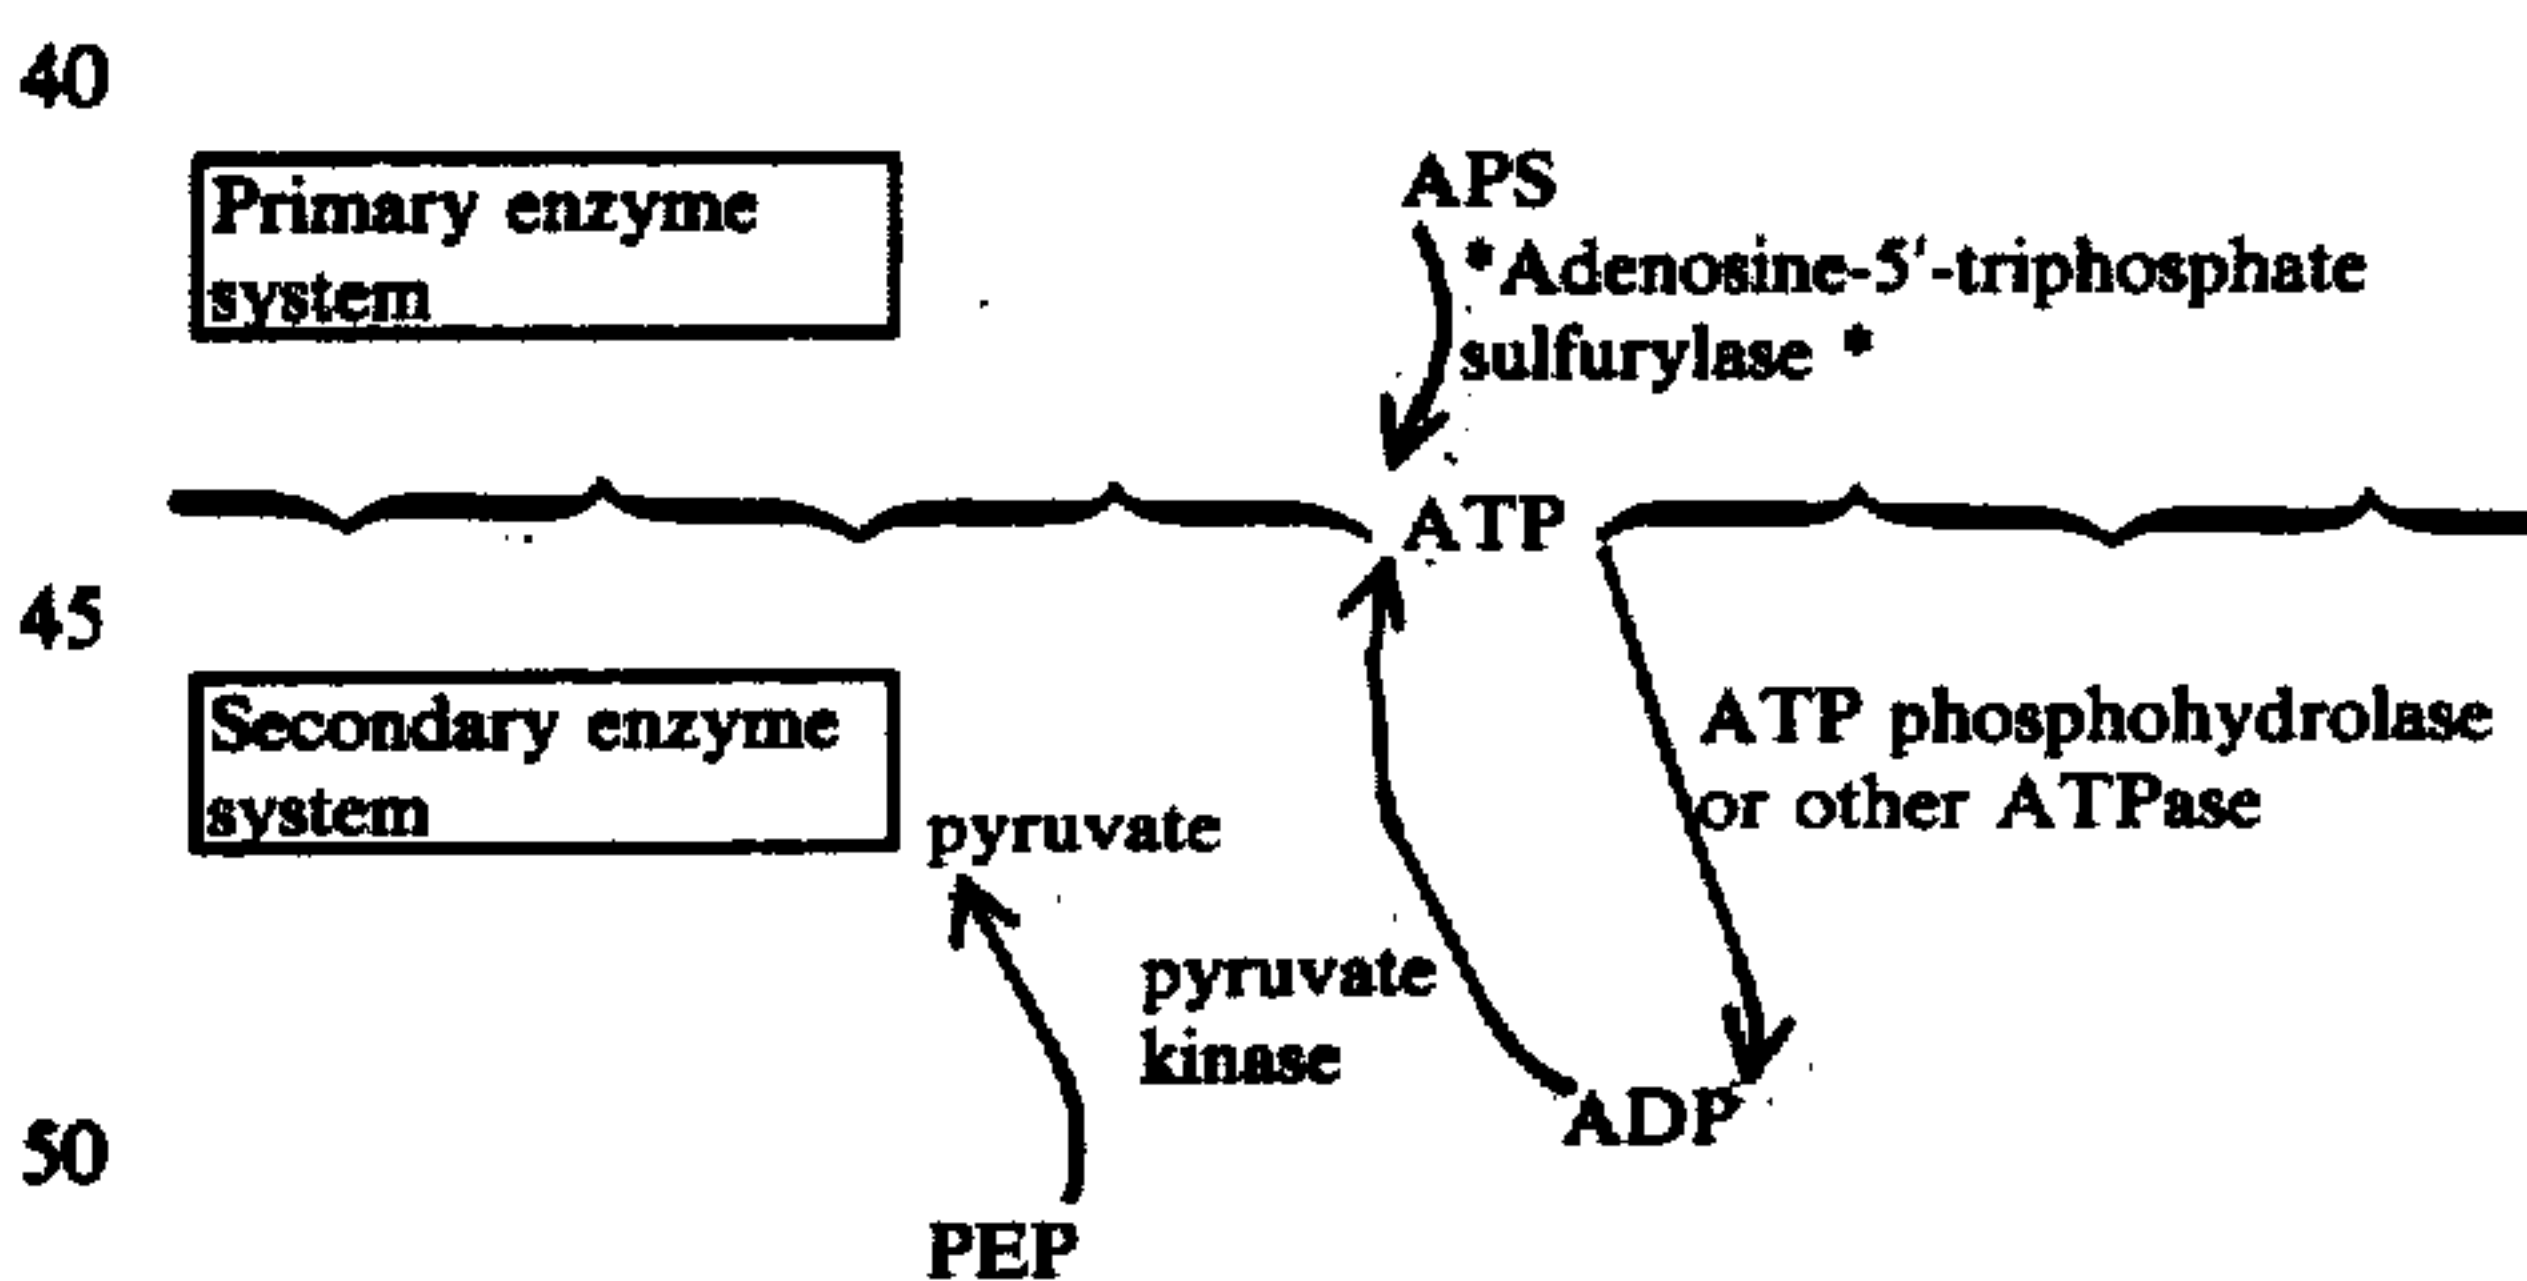 40
Primary enzyme
system
APS
*Adenosine-5'-triphosphate
sulfurylase *
ATP
45
Secondary enzyme
system
ATP phosphohydrolase
or other ATPase
pyruvate
pyruvate
kinase
ADP
50
PEP